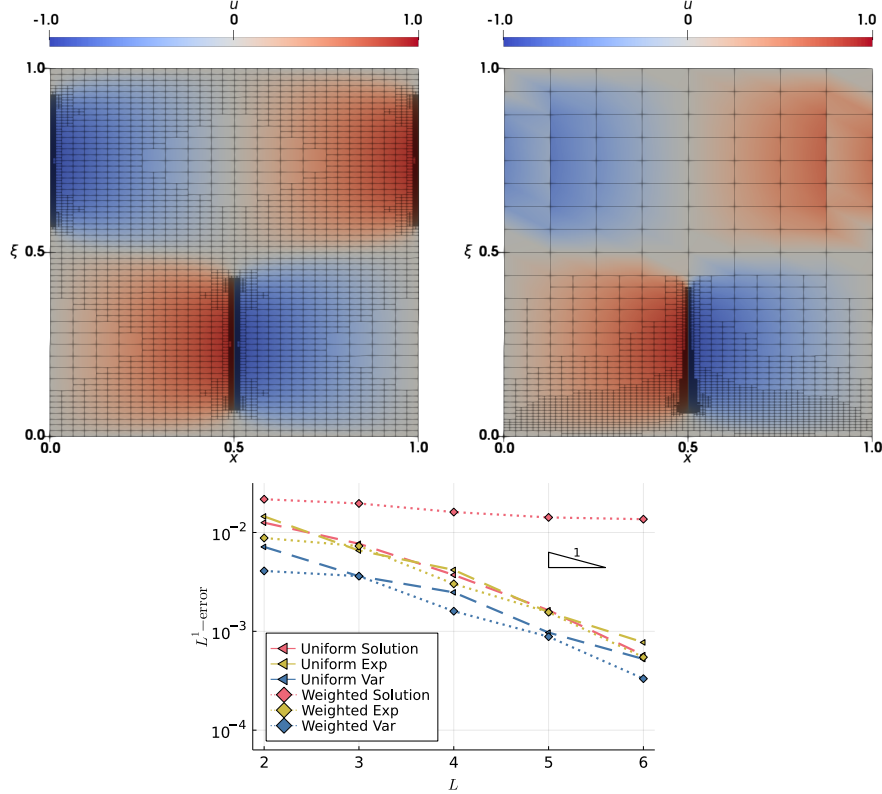 u
-1.0 0 1.0
1.0
ξ 0.5
0.0
0.0 0.5 1.0
x
u
-1.0 0 1.0
1.0
ξ 0.5
0.0
0.0 0.5 1.0
x
10⁻²
10⁻³
10⁻⁴
L¹−error
1
Uniform Solution
Uniform Exp
Uniform Var
Weighted Solution
Weighted Exp
Weighted Var
2 3 4 5 6
L